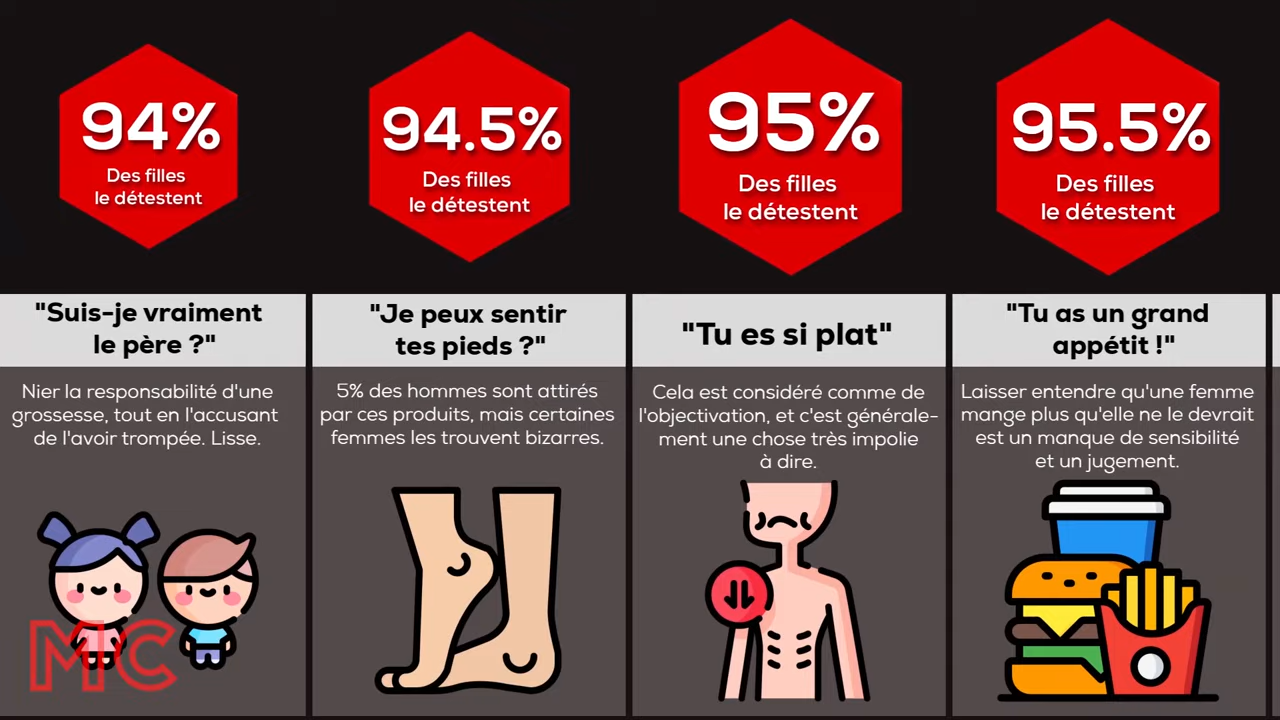 94%
Des filles
le détestent
"Suis-je vraiment
le père ?"
Nier la responsabilité d'une
grossesse, tout en l'accusant
de l'avoir trompée. Lisse.
MC
94.5%
Des filles
le détestent
"Je peux sentir
tes pieds ?"
5% des hommes sont attirés
par ces produits, mais certaines
femmes les trouvent bizarres.
95%
Des filles
le détestent
"Tu es si plat"
Cela est considéré comme de
l'objectivation, et c'est générale-
ment une chose très impolie
à dire.
95.5%
Des filles
le détestent
"Tu as un grand
appétit !"
Laisser entendre qu'une femme
mange plus qu'elle ne le devrait
est un manque de sensibilité
et un jugement.